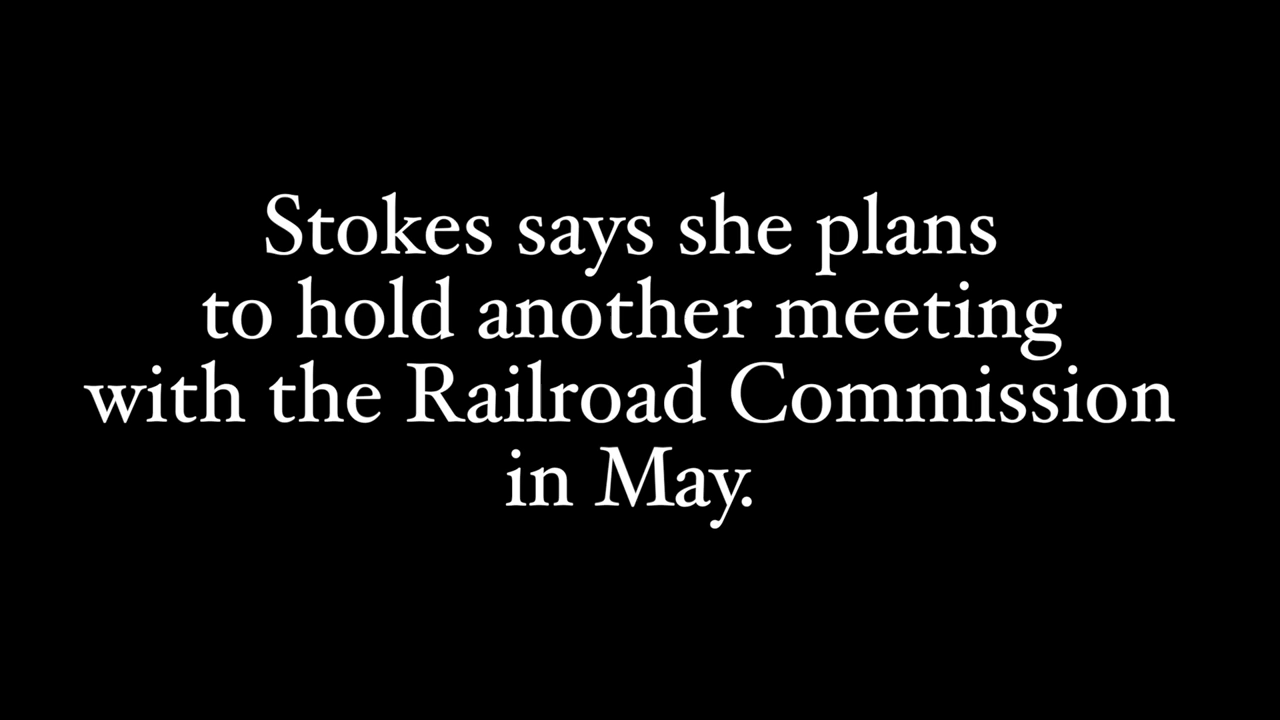 Stokes says she plans
to hold another meeting
with the Railroad Commission
in May.